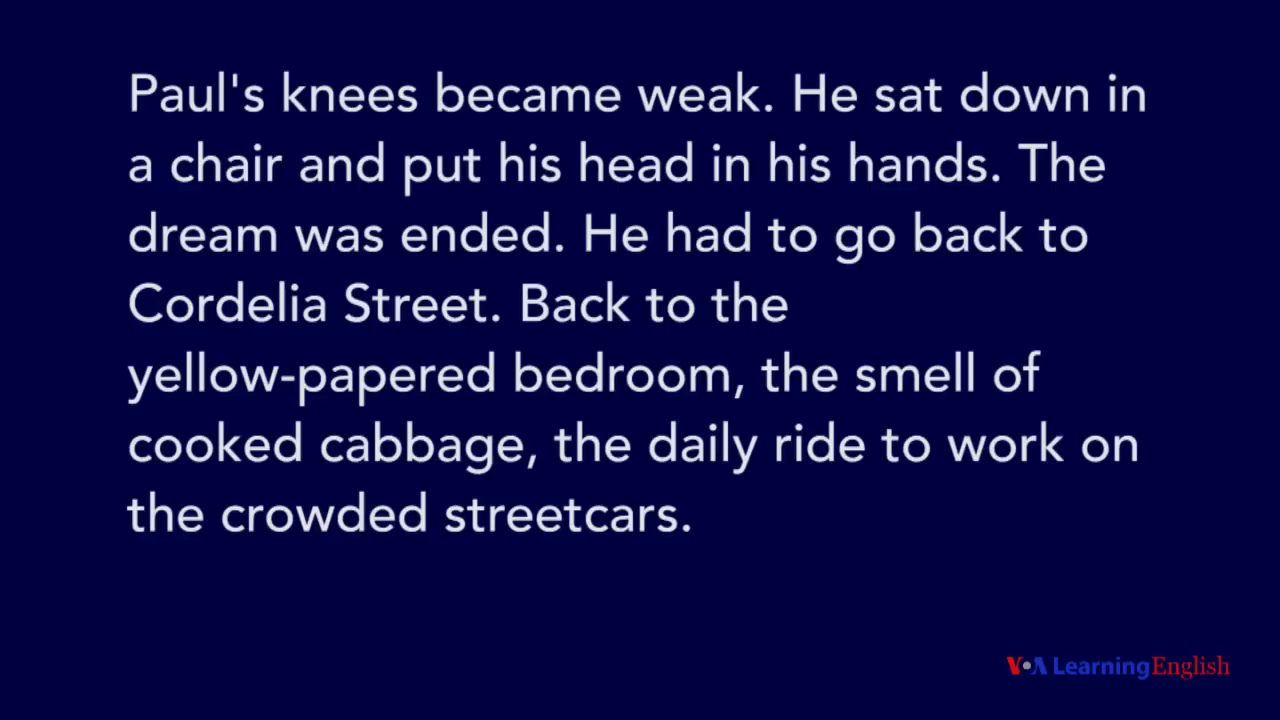 Paul's knees became weak. He sat down in
a chair and put his head in his hands. The
dream was ended. He had to go back to
Cordelia Street. Back to the
yellow-papered bedroom, the smell of
cooked cabbage, the daily ride to work on
the crowded streetcars.
VOA Learning English